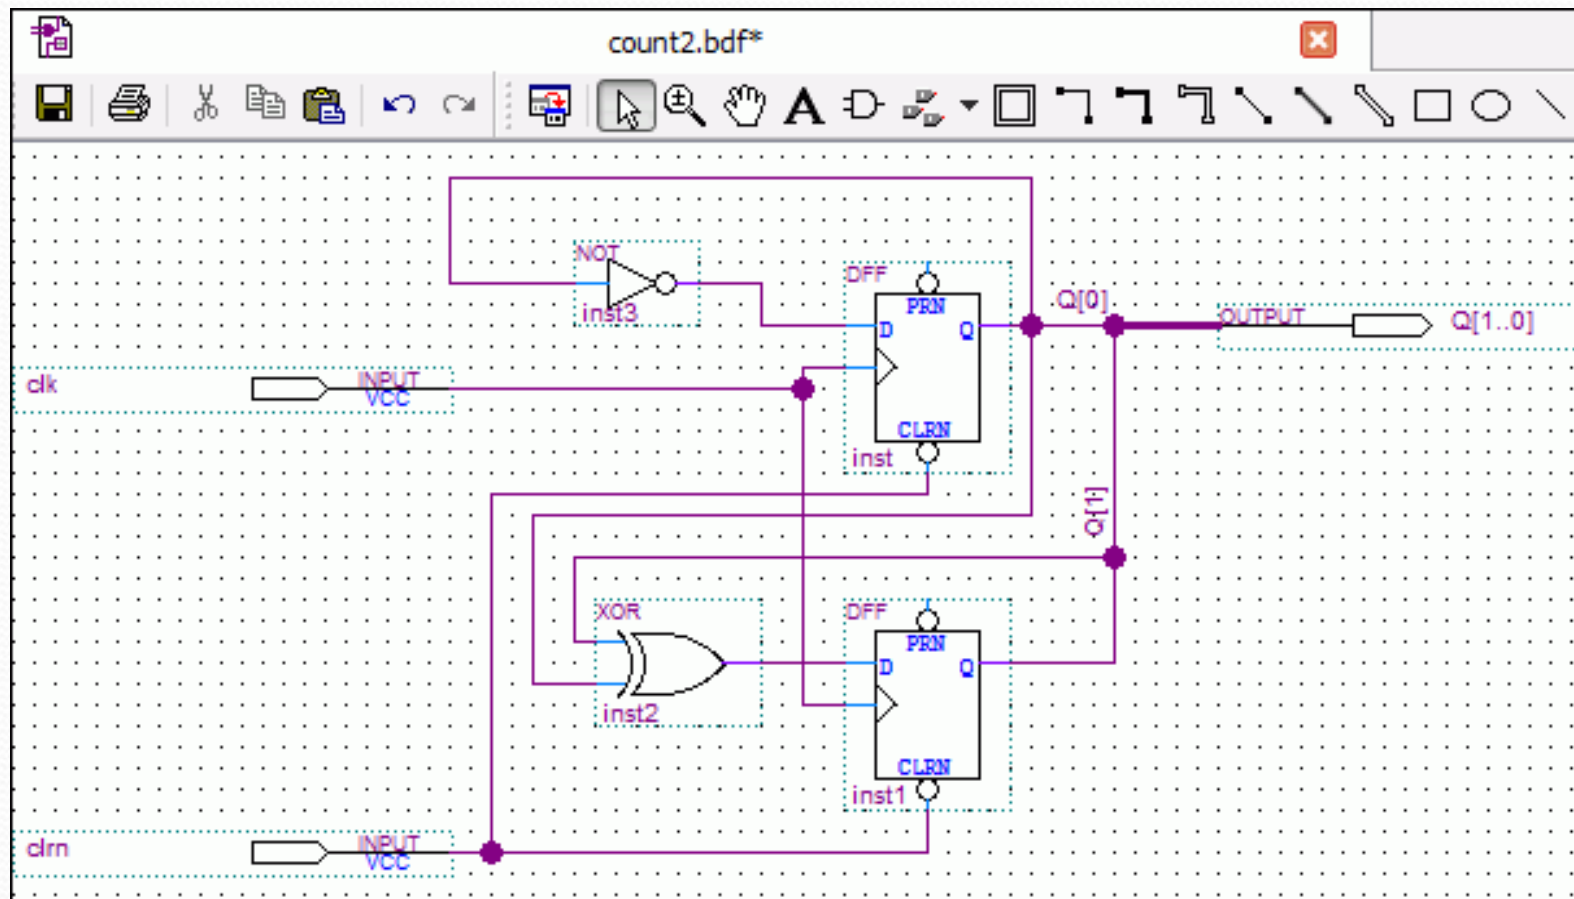 count2.bdf*
A
NOT
inst3
DFF
PRN
D
Q
CLRN
inst
Q[0]
OUTPUT
Q[1..0]
clk
INPUT
VCC
Q[1]
XOR
inst2
DFF
PRN
D
Q
CLRN
inst1
clrn
INPUT
VCC